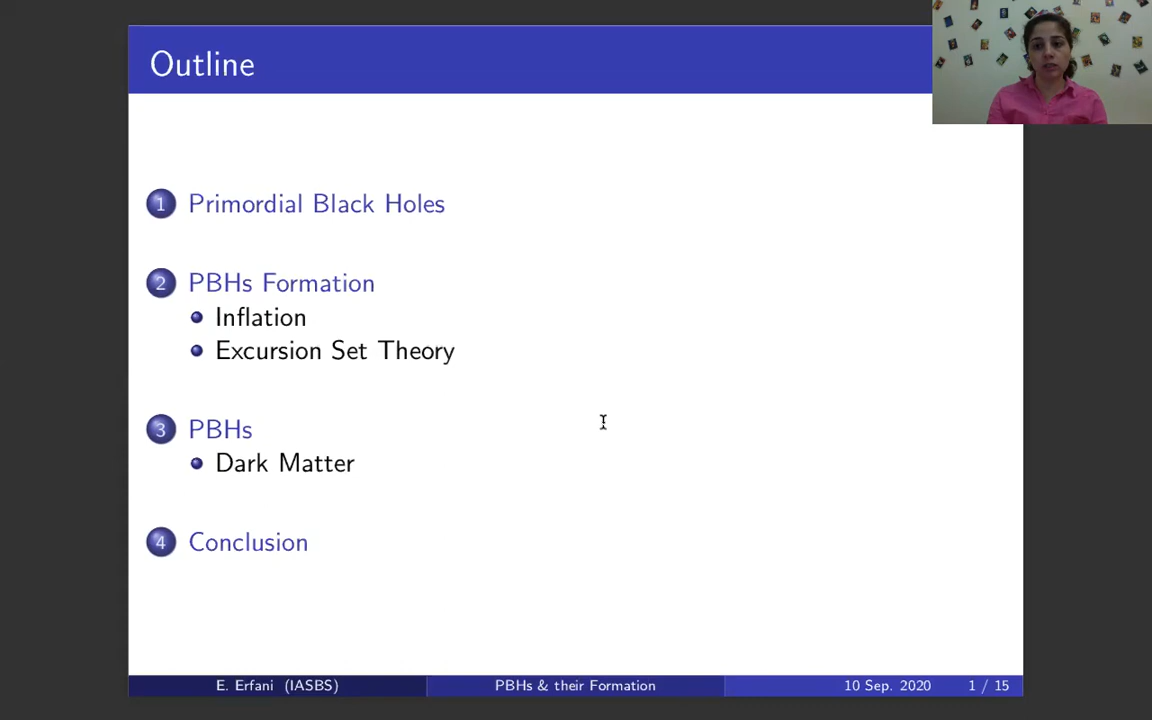 Outline
1 Primordial Black Holes
2 PBHs Formation
Inflation
Excursion Set Theory
3 PBHs
Dark Matter
4 Conclusion
E. Erfani (IASBS) PBHs & their Formation 10 Sep. 2020 1 / 15